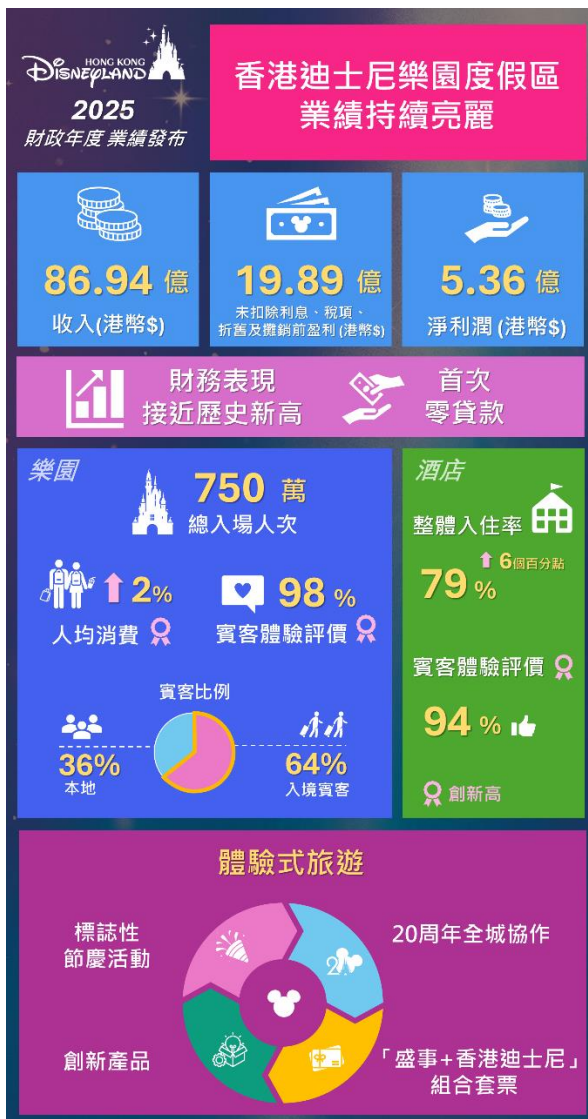 HONG KONG
DISNEYLAND
2025
財政年度 業績發布
香港迪士尼樂園度假區
業績持續亮麗
86.94 億
收入(港幣$)
19.89 億
未扣除利息、稅項、
折舊及攤銷前盈利(港幣$)
5.36 億
淨利潤(港幣$)
財務表現
接近歷史新高
首次
零貸款
樂園
750 萬
總入場人次
2%
人均消費
98 %
賓客體驗評價
賓客比例
36%
本地
64%
入境賓客
酒店
整體入住率
6個百分點
79 %
賓客體驗評價
94 %
創新高
體驗式旅遊
標誌性
節慶活動
20周年全城協作
創新產品
「盛事+香港迪士尼」
組合套票